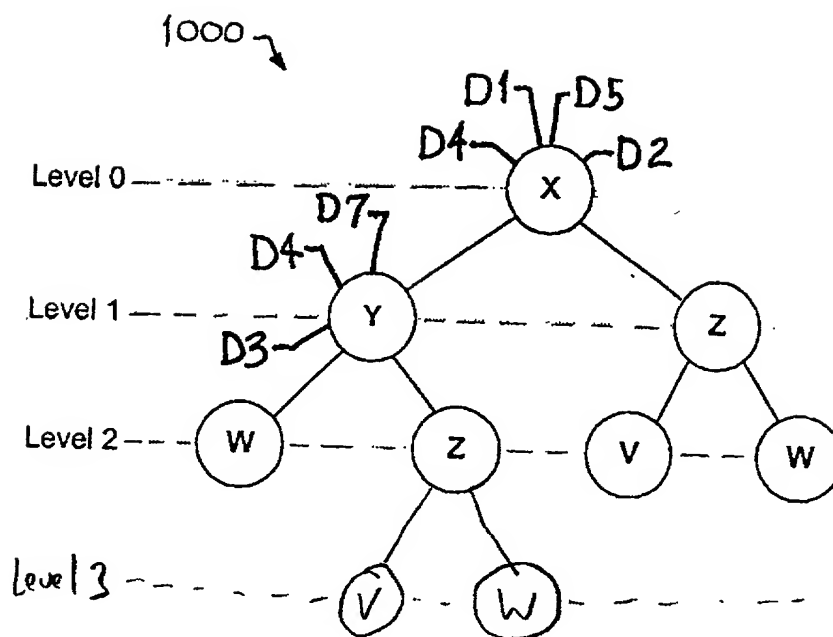 1000
D1 D5
D4 D2
Level 0 X
D7
D4
Level 1 Y Z
D3
Level 2 W Z V W
Level 3 V W